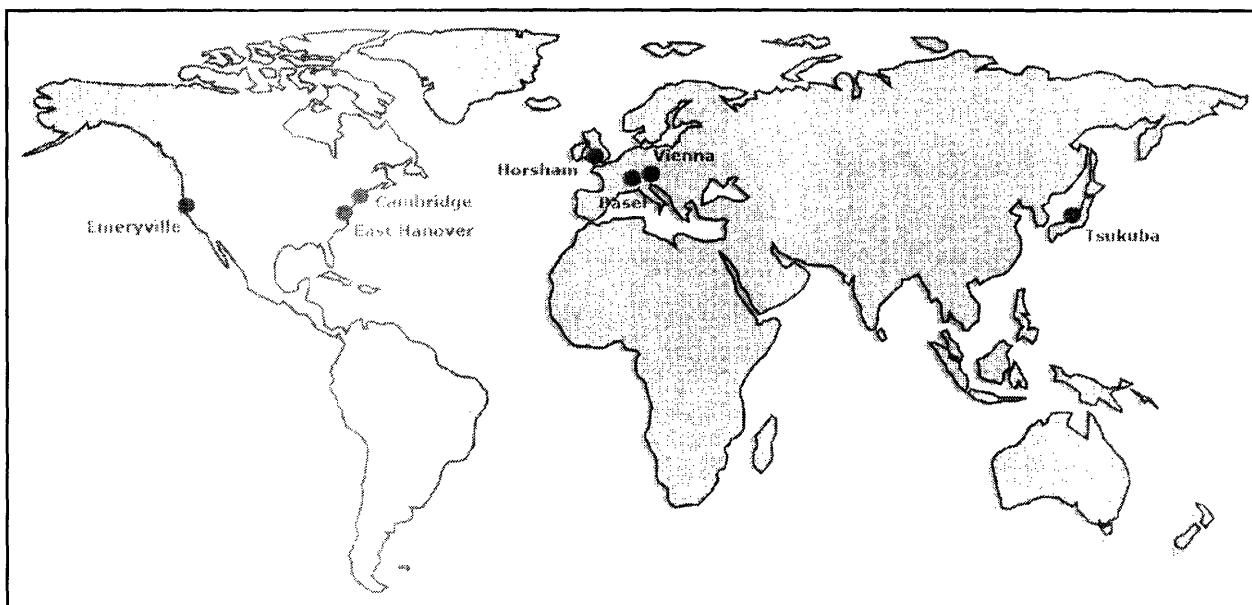 Horsham
Vienna
Basel
Cambridge
East Hanover
Emeryville
Tsukuba